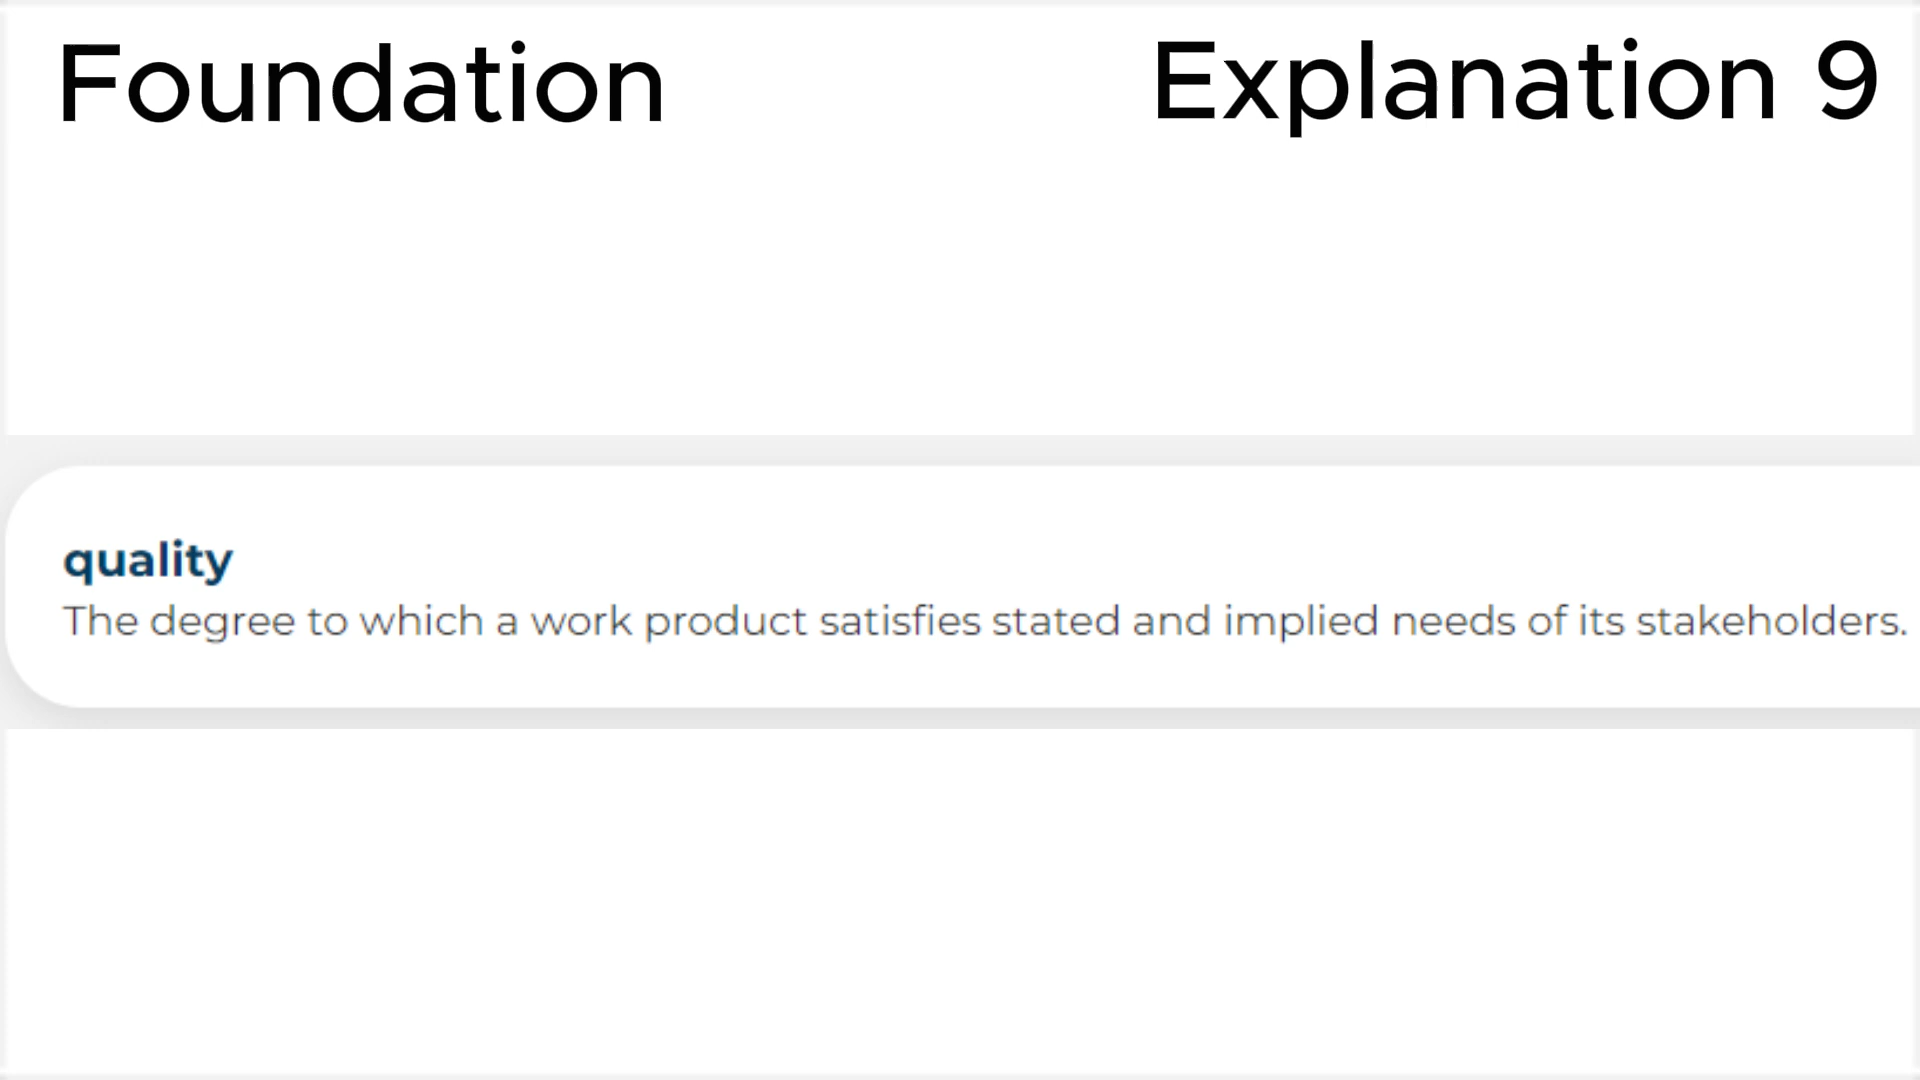 Foundation Explanation 9
quality
The degree to which a work product satisfies stated and implied needs of its stakeholders.